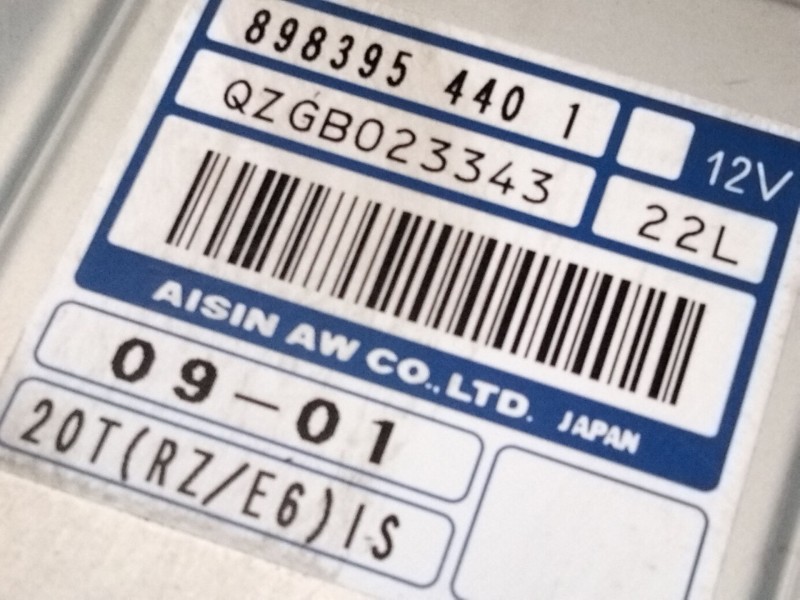 898395 440 1
12V
QZGB023343
22L
AISIN AW CO., LTD. JAPAN
09-01
20T(RZ/E6)IS